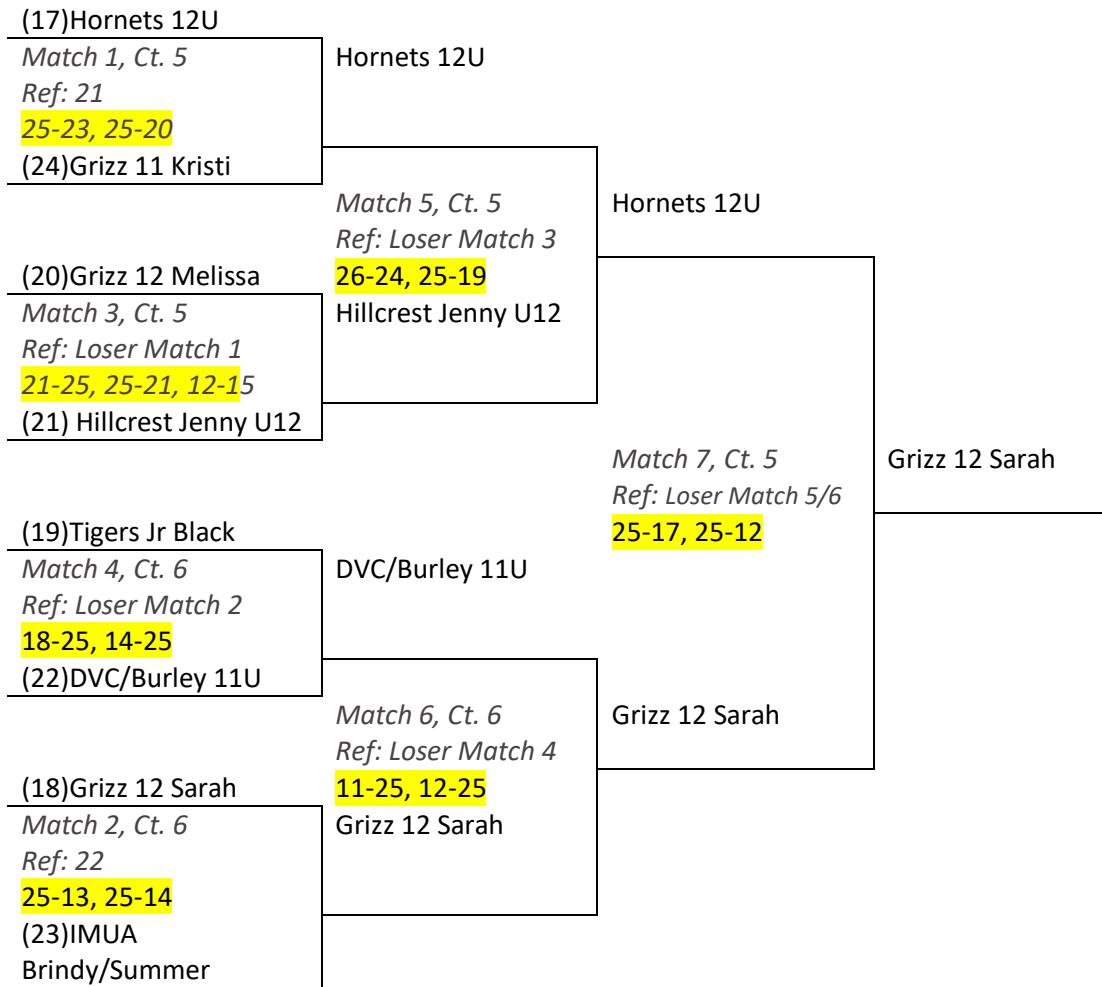 (17)Hornets 12U
Match 1, Ct. 5
Ref: 21
25-23, 25-20
(24)Grizz 11 Kristi
Hornets 12U
Match 5, Ct. 5
Ref: Loser Match 3
26-24, 25-19
Hillcrest Jenny U12
(20)Grizz 12 Melissa
Match 3, Ct. 5
Ref: Loser Match 1
21-25, 25-21, 12-15
(21) Hillcrest Jenny U12
Hornets 12U
Match 7, Ct. 5
Ref: Loser Match 5/6
25-17, 25-12
Grizz 12 Sarah
(19)Tigers Jr Black
Match 4, Ct. 6
Ref: Loser Match 2
18-25, 14-25
(22)DVC/Burley 11U
DVC/Burley 11U
Match 6, Ct. 6
Ref: Loser Match 4
11-25, 12-25
Grizz 12 Sarah
Grizz 12 Sarah
(18)Grizz 12 Sarah
Match 2, Ct. 6
Ref: 22
25-13, 25-14
(23)IMUA
Brindy/Summer